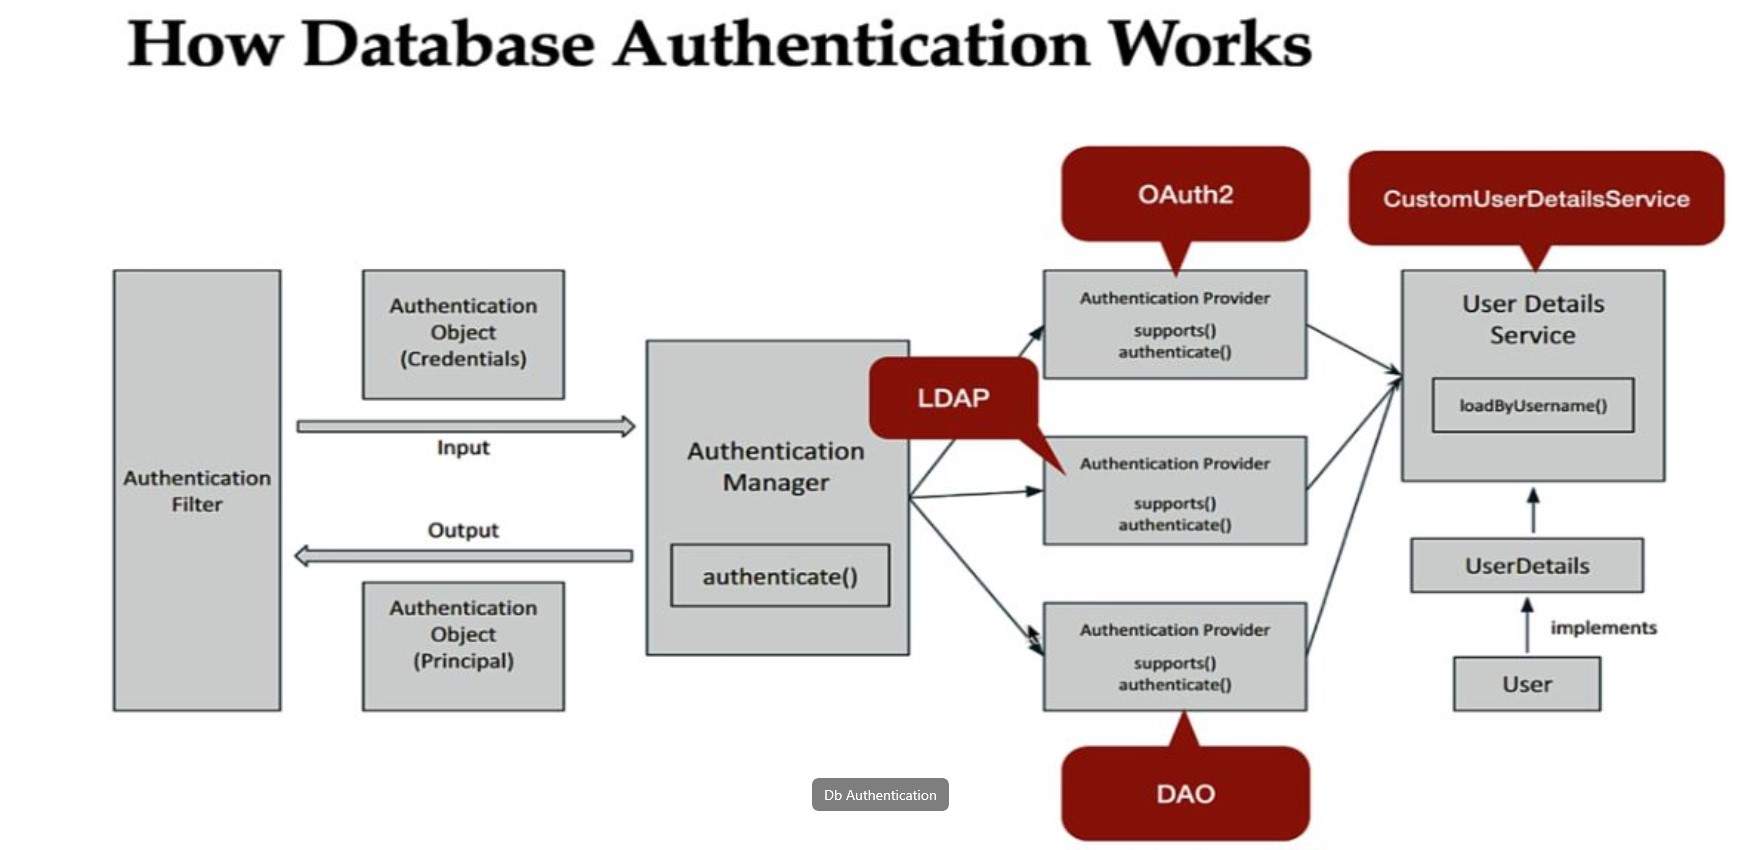 How Database Authentication Works
OAuth2
CustomUserDetailsService
Authentication
Filter
Authentication
Object
(Credentials)
Input
Output
Authentication
Object
(Principal)
Authentication
Manager
authenticate()
LDAP
Authentication Provider
supports()
authenticate()
Authentication Provider
supports()
authenticate()
Authentication Provider
supports()
authenticate()
DAO
User Details
Service
loadByUsername()
UserDetails
implements
User
Db Authentication